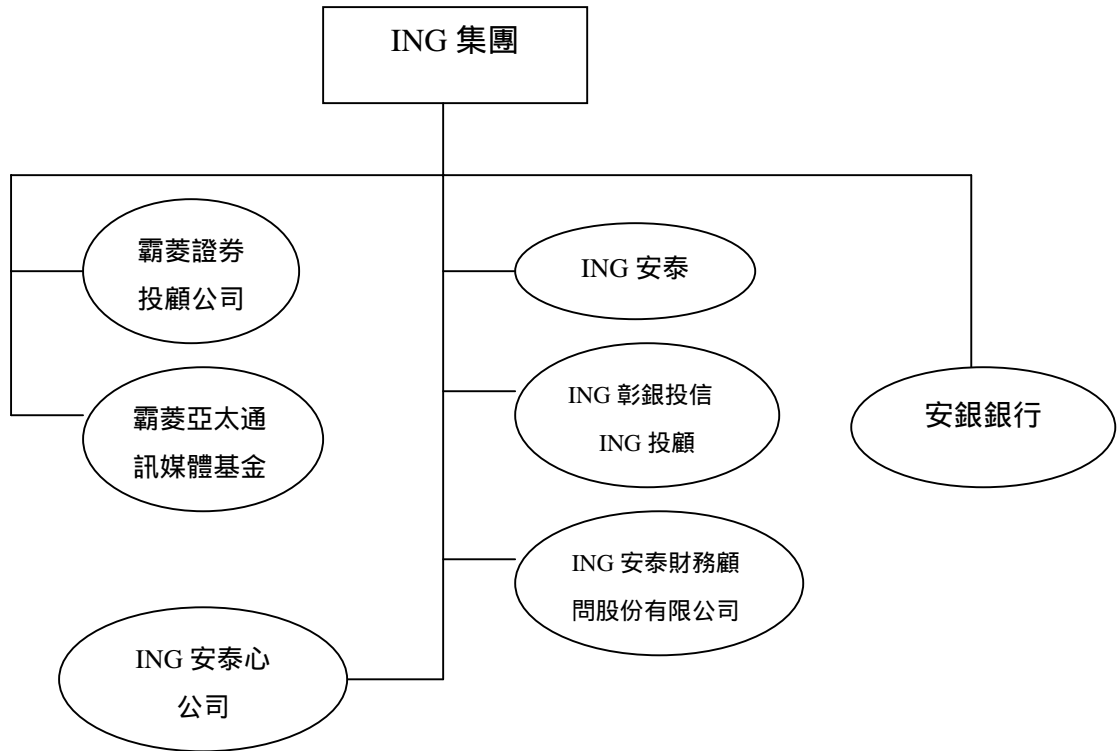 ING 集團
霸菱證券
投顧公司
霸菱亞太通
訊媒體基金
ING 安泰
ING 彰銀投信
ING 投顧
ING 安泰財務顧
問股份有限公司
ING 安泰心
公司
安銀銀行